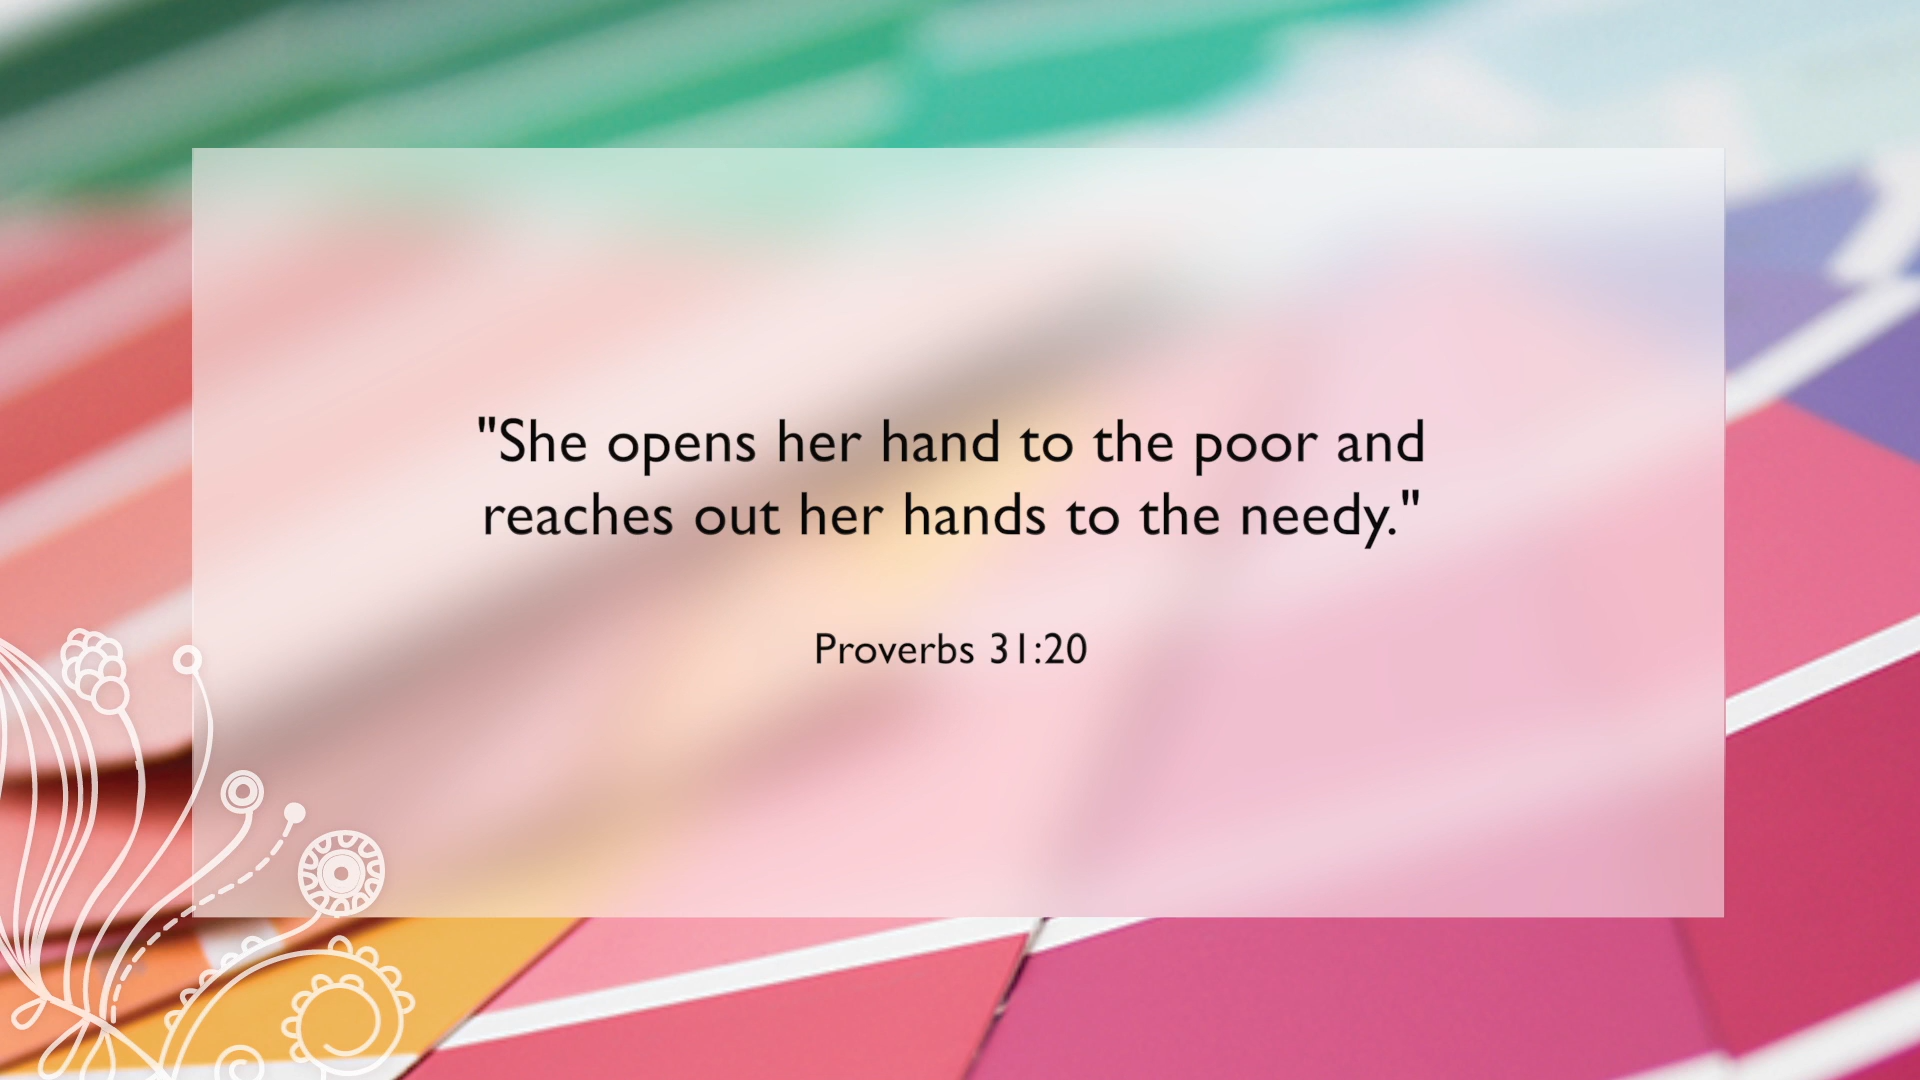 "She opens her hand to the poor and
reaches out her hands to the needy."
Proverbs 31:20